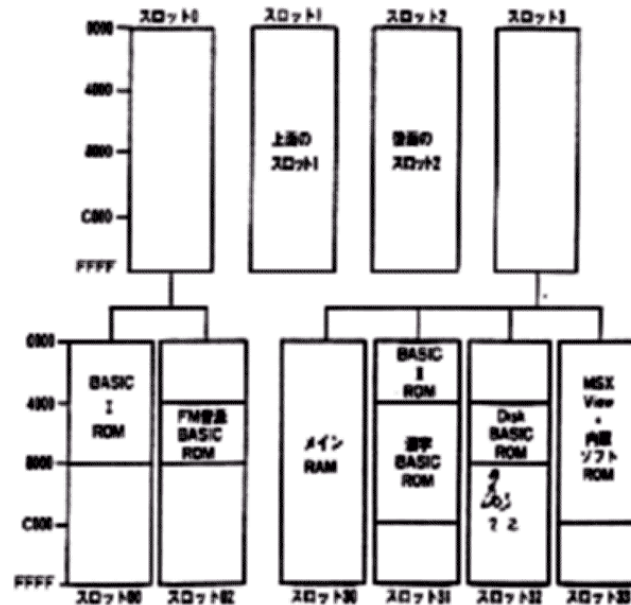 スロット0
スロット1
スロット2
スロット3
0000
4000
8000
C000
FFFF
上面の
スロット1
背面の
スロット2
0000
4000
8000
C000
FFFF
BASIC
I
ROM
FM音源
BASIC
ROM
メイン
RAM
BASIC
II
ROM
漢字
BASIC
ROM
Disk
BASIC
ROM
MSX
View
+
内蔵
ソフト
ROM
スロット00
スロット02
スロット30
スロット31
スロット32
スロット33